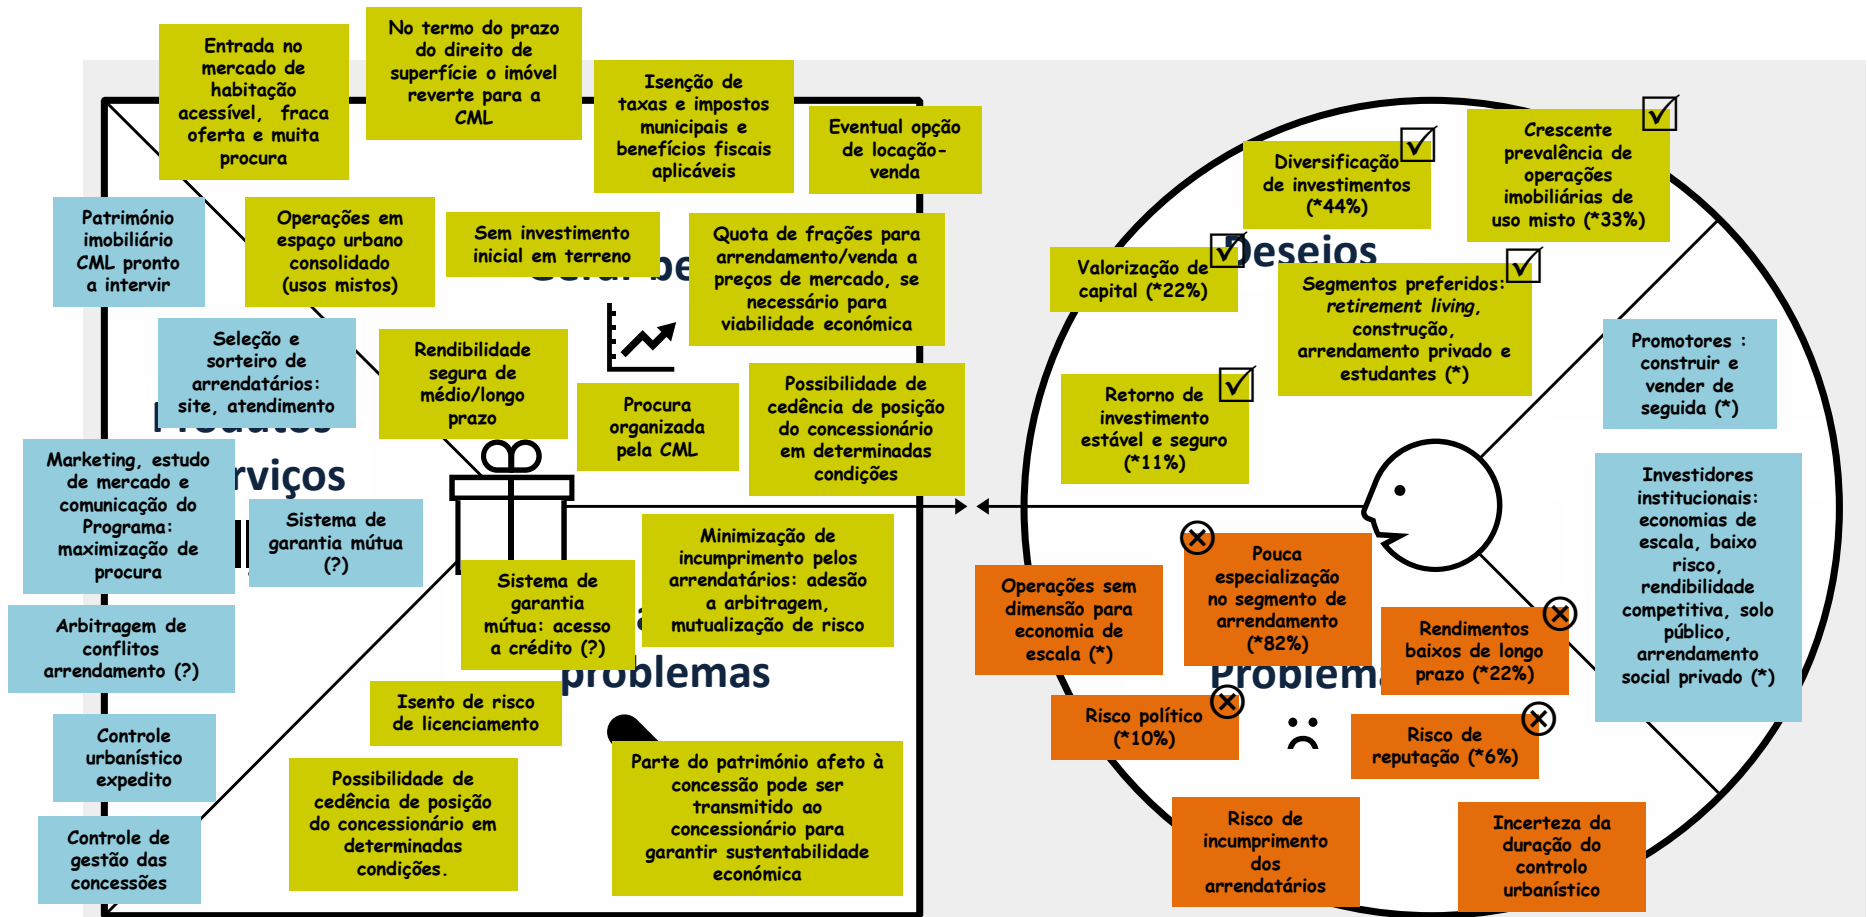 Entrada no
mercado de
habitação
acessível, fraca
oferta e muita
procura
No termo do prazo
do direito de
superfície o imóvel
reverte para a
CML
Isenção de
taxas e impostos
municipais e
benefícios fiscais
aplicáveis
Eventual opção
de locação-
venda
Património
imobiliário
CML pronto
a intervir
Operações em
espaço urbano
consolidado
(usos mistos)
Sem investimento
inicial em terreno
Quota de frações para
arrendamento/venda a
preços de mercado, se
necessário para
viabilidade económica
Seleção e
sorteiro de
arrendatários:
site, atendimento
Rendibilidade
segura de
médio/longo
prazo
Procura
organizada
pela CML
Possibilidade de
cedência de posição
do concessionário
em determinadas
condições
Marketing, estudo
de mercado e
comunicação do
Programa:
maximização de
procura
Sistema de
garantia mútua
(?)
Sistema de
garantia
mútua: acesso
a crédito (?)
Minimização de
incumprimento pelos
arrendatários: adesão
a arbitragem,
mutualização de risco
problemas
Arbitragem de
conflitos
arrendamento (?)
Isento de risco
de licenciamento
Controle
urbanístico
expedito
Possibilidade de
cedência de posição
do concessionário em
determinadas
condições.
Parte do património afeto à
concessão pode ser
transmitido ao
concessionário para
garantir sustentabilidade
económica
Controle de
gestão das
concessões
Desejos
Diversificação
de investimentos
(*44%)
Crescente
prevalência de
operações
imobiliárias de
uso misto (*33%)
Valorização de
capital (*22%)
Segmentos preferidos:
retirement living,
construção,
arrendamento privado e
estudantes (*)
Retorno de
investimento
estável e seguro
(*11%)
Promotores :
construir e
vender de
seguida (*)
Investidores
institucionais:
economias de
escala, baixo
risco,
rendibilidade
competitiva, solo
público,
arrendamento
social privado (*)
Operações sem
dimensão para
economia de
escala (*)
Pouca
especialização
no segmento de
arrendamento
(*82%)
Rendimentos
baixos de longo
prazo (*22%)
Risco político
(*10%)
Risco de
reputação (*6%)
Risco de
incumprimento
dos
arrendatários
Incerteza da
duração do
controlo
urbanístico